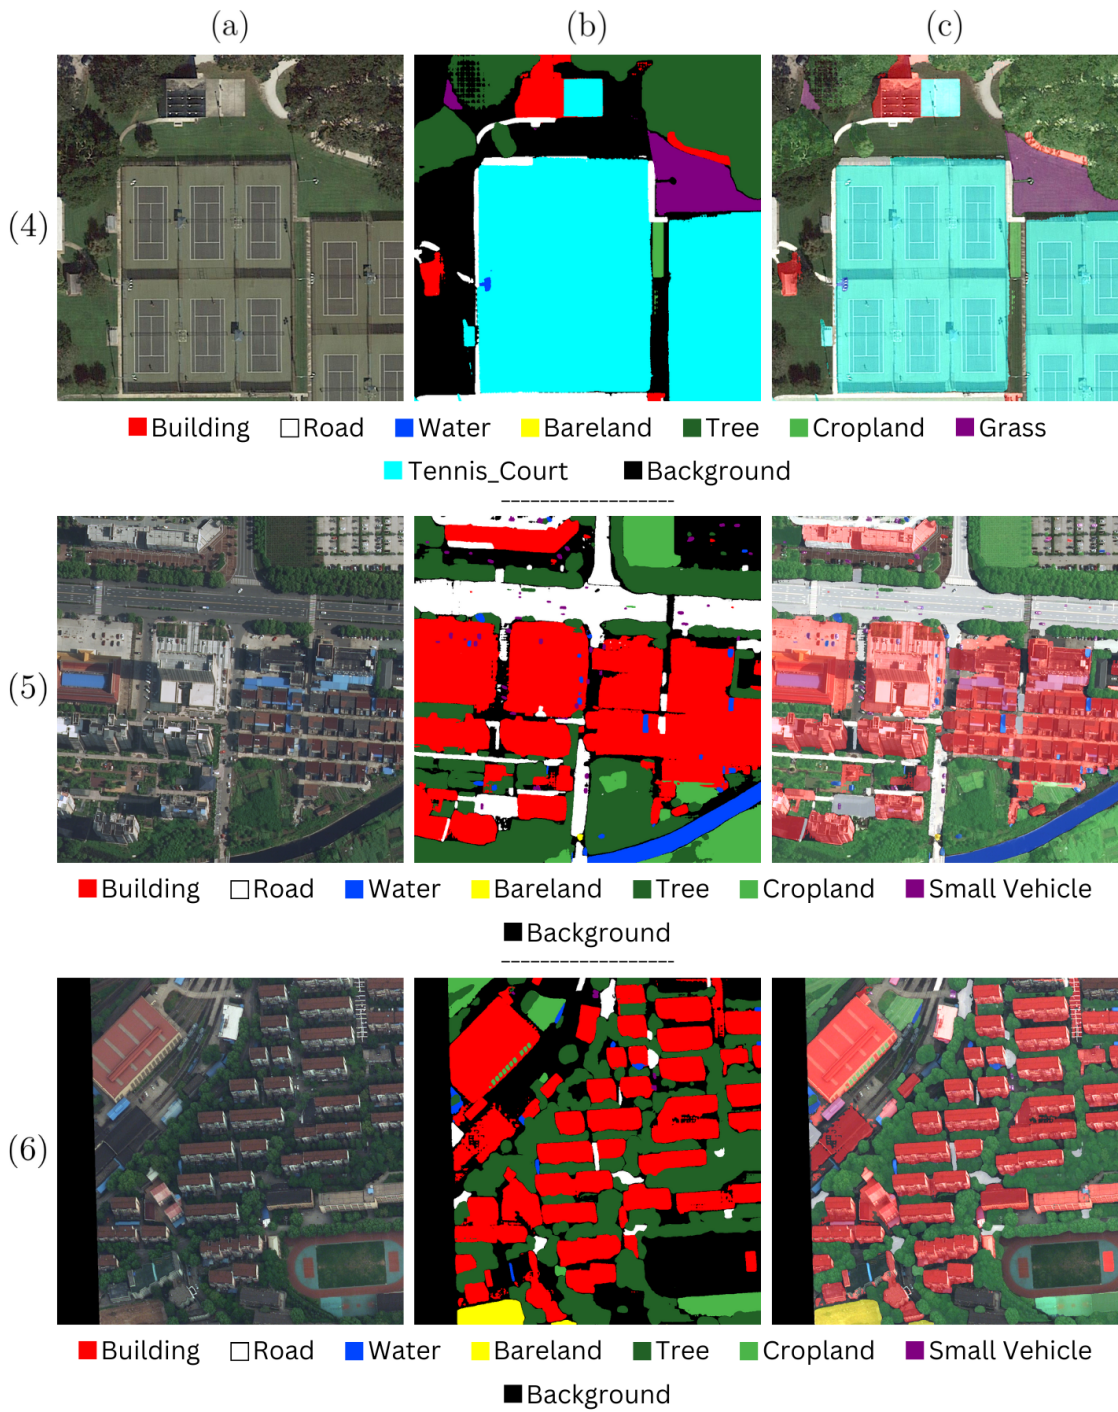 (a) (b) (c)
(4)
Building Road Water Bareland Tree Cropland Grass
Tennis_Court Background
------------------
(5)
Building Road Water Bareland Tree Cropland Small Vehicle
Background
------------------
(6)
Building Road Water Bareland Tree Cropland Small Vehicle
Background